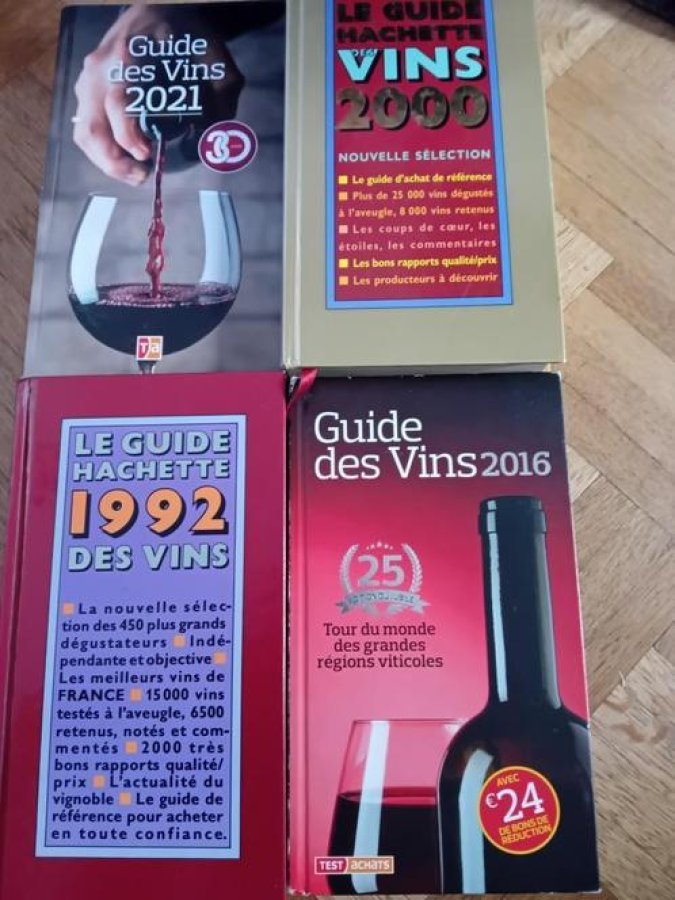 Guide
des Vins
2021
30
T a
LE GUIDE
HACHETTE
DES
VINS
2000
NOUVELLE SÉLECTION
Le guide d'achat de référence
Plus de 25 000 vins dégustés
à l'aveugle, 8 000 vins retenus
Les coups de cœur, les
étoiles, les commentaires
Les bons rapports qualité/prix
Les producteurs à découvrir
LE GUIDE
HACHETTE
1992
DES VINS
La nouvelle sélec-
tion des 450 plus grands
dégustateurs Indé-
pendante et objective
Les meilleurs vins de
FRANCE 15000 vins
testés à l'aveugle, 6500
retenus, notés et com-
mentés 2000 très
bons rapports qualité/
prix L'actualité du
vignoble Le guide de
référence pour acheter
en toute confiance.
Guide
des Vins 2016
25
Tour du monde
des grandes
régions viticoles
AVEC
€24
DE BONS DE
RÉDUCTION
TEST ACHATS